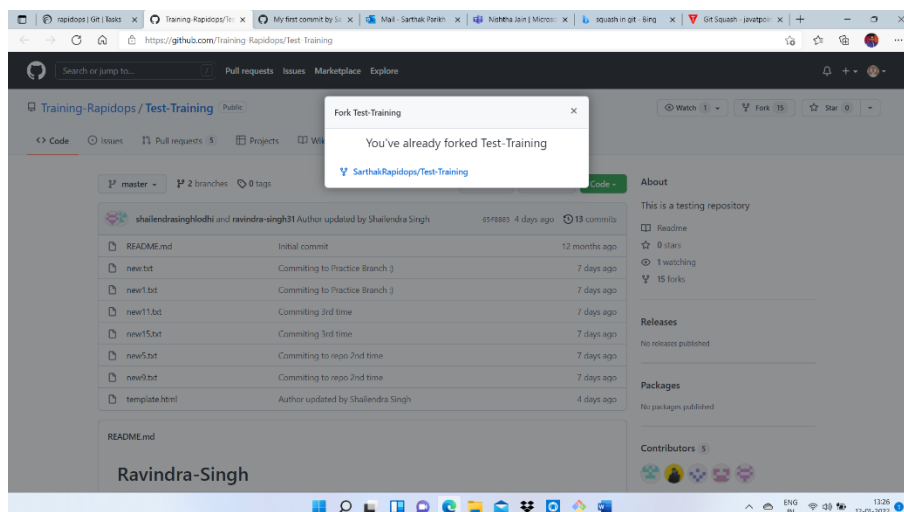 rapidops | Git | Tasks
Training-Rapidops/Tes
My first commit by Sa
Mail - Sarthak Parikh
Nishtha Jain | Microso
squash in git - Bing
Git Squash - javatpoin
https://github.com/Training-Rapidops/Test-Training
Search or jump to...
/
Pull requests Issues Marketplace Explore
Training-Rapidops / Test-Training Public
Watch 1
Fork 15
Star 0
<> Code
Issues
Pull requests 5
Projects
Wik
Fork Test-Training
You've already forked Test-Training
SarthakRapidops/Test-Training
master
2 branches
0 tags
Code
shailendrasinghlodhi and ravindra-singh31 Author updated by Shailendra Singh
4 days ago
13 commits
README.md Initial commit 12 months ago
new.txt Commiting to Practice Branch :) 7 days ago
new1.txt Commiting to Practice Branch :) 7 days ago
new11.txt Commiting 3rd time 7 days ago
new15.txt Commiting 3rd time 7 days ago
new5.txt Commiting to repo 2nd time 7 days ago
new9.txt Commiting to repo 2nd time 7 days ago
template.html Author updated by Shailendra Singh 4 days ago
README.md
Ravindra-Singh
About
This is a testing repository
Readme
0 stars
1 watching
15 forks
Releases
No releases published
Packages
No packages published
Contributors 5
ENG
IN
13:26
12-01-2022